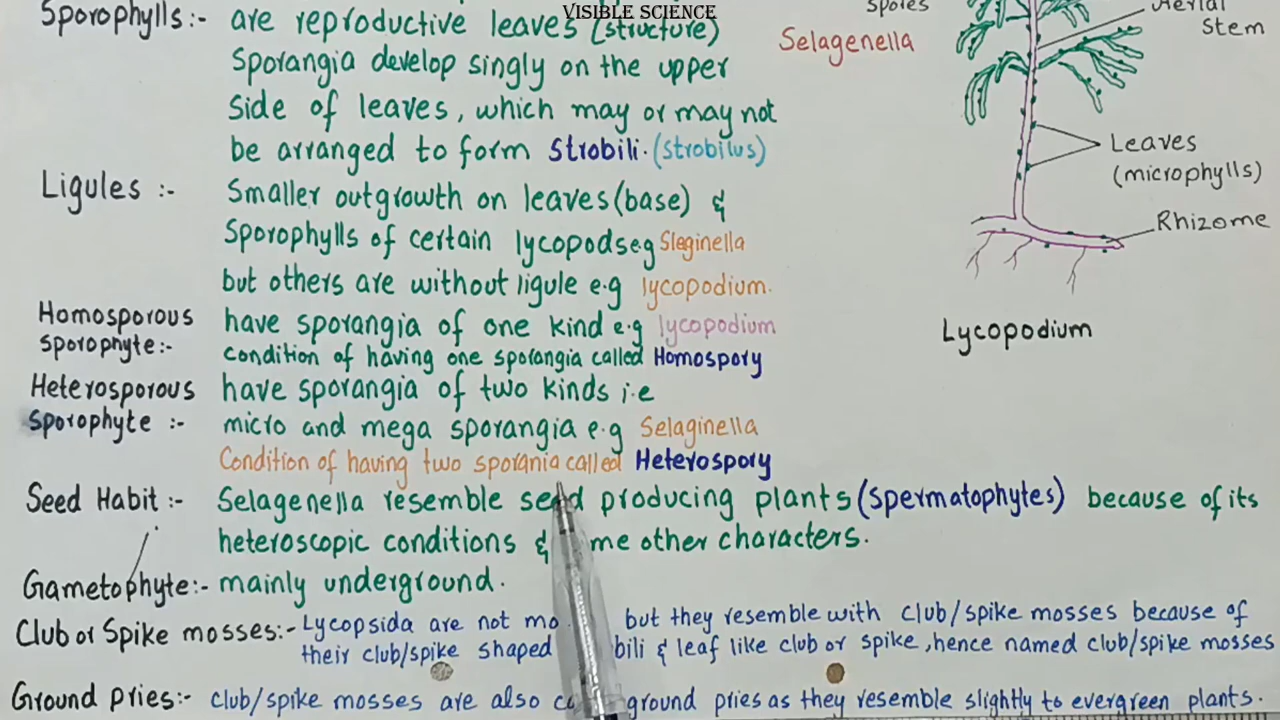 VISIBLE SCIENCE
Sporophylls:- are reproductive leaves (structure)
Sporangia develop singly on the upper
side of leaves, which may or may not
be arranged to form Strobili. (strobilus)
Ligules :- Smaller outgrowth on leaves (base) &
Sporophylls of certain lycopods e.g Sleginella
but others are without ligule e.g lycopodium.
Homosporous sporophyte:- have sporangia of one kind e.g lycopodium
condition of having one sporangia called Homospory
Heterosporous sporophyte :- have sporangia of two kinds i.e
micro and mega sporangia e.g Selaginella
Condition of having two sporania called Heterospory
Seed Habit :- Selagenella resemble seed producing plants (spermatophytes) because of its
heteroscopic conditions & me other characters.
Gametophyte:- mainly underground.
Club or Spike mosses:- Lycopsida are not mo but they resemble with club/spike mosses because of
their club/spike shaped bili & leaf like club or spike, hence named club/spike mosses
Ground pries:- club/spike mosses are also ground pries as they resemble slightly to evergreen plants.
spores
Selagenella
Aerial
Stem
Leaves
(microphylls)
Rhizome
Lycopodium